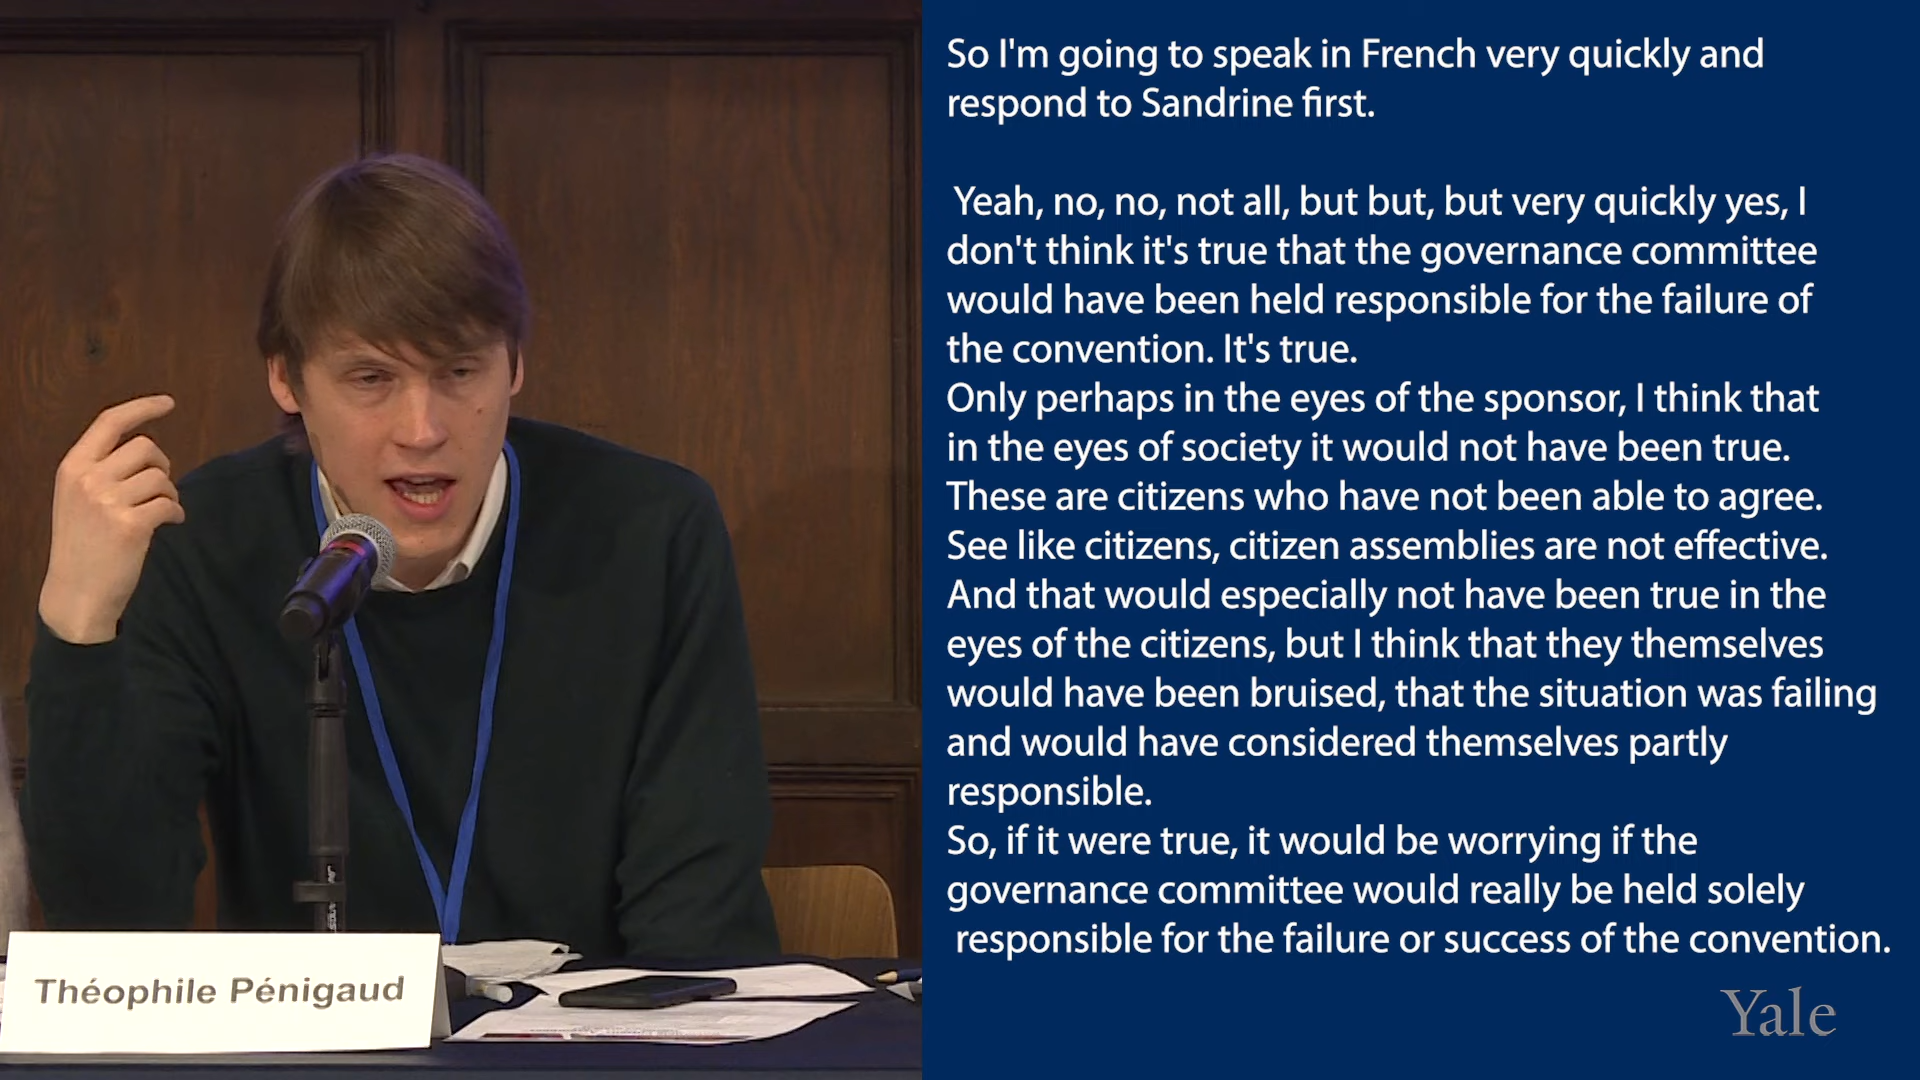 So I'm going to speak in French very quickly and
respond to Sandrine first.
Yeah, no, no, not all, but but, but very quickly yes, I
don't think it's true that the governance committee
would have been held responsible for the failure of
the convention. It's true.
Only perhaps in the eyes of the sponsor, I think that
in the eyes of society it would not have been true.
These are citizens who have not been able to agree.
See like citizens, citizen assemblies are not effective.
And that would especially not have been true in the
eyes of the citizens, but I think that they themselves
would have been bruised, that the situation was failing
and would have considered themselves partly
responsible.
So, if it were true, it would be worrying if the
governance committee would really be held solely
responsible for the failure or success of the convention.
Yale
Théophile Pénigaud